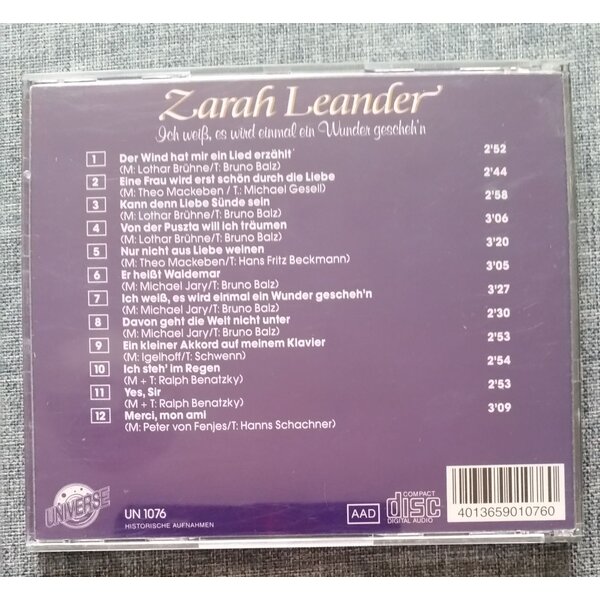 Zarah Leander
Ich weiß, es wird einmal ein Wunder gescheh'n
1 Der Wind hat mir ein Lied erzählt 2'52
(M: Lothar Brühne/T: Bruno Balz)
2 Eine Frau wird erst schön durch die Liebe 2'44
(M: Theo Mackeben / T: Michael Gesell)
3 Kann denn Liebe Sünde sein 2'58
(M: Lothar Brühne/T: Bruno Balz)
4 Von der Puszta will ich träumen 3'06
(M: Lothar Brühne/T: Bruno Balz)
5 Nur nicht aus Liebe weinen 3'20
(M: Theo Mackeben/T: Hans Fritz Beckmann)
6 Er heißt Waldemar 3'05
(M: Michael Jary/T: Bruno Balz)
7 Ich weiß, es wird einmal ein Wunder gescheh'n 3'27
(M: Michael Jary/T: Bruno Balz)
8 Davon geht die Welt nicht unter 2'30
(M: Michael Jary/T: Bruno Balz)
9 Ein kleiner Akkord auf meinem Klavier 2'53
(M: Igelhoff/T: Schwenn)
10 Ich steh' im Regen 2'54
(M + T: Ralph Benatzky)
11 Yes, Sir 2'53
(M + T: Ralph Benatzky)
12 Merci, mon ami 3'09
(M: Peter von Fenjes/T: Hanns Schachner)
UNIVERSE
UN 1076
HISTORISCHE AUFNAHMEN
AAD
COMPACT
disc
DIGITAL AUDIO
4013659010760